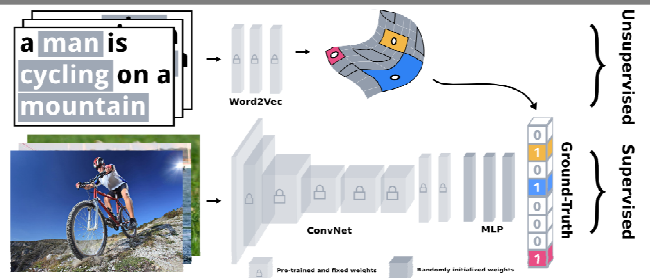 a man is
cycling on a
mountain
Word2Vec
Unsupervised
0
1
0
1
0
0
0
1
Ground-Truth
Supervised
ConvNet
MLP
Pre-trained and fixed weights
Randomly initialized weights